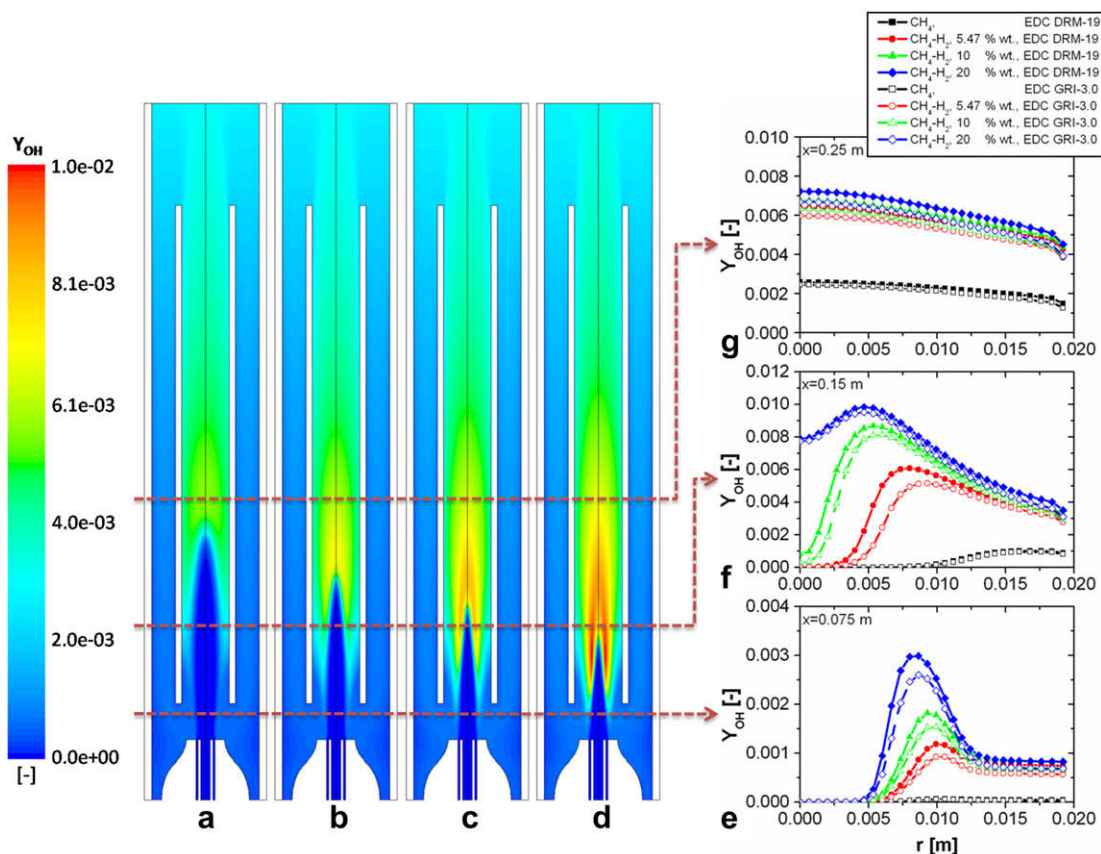 CH4, EDC DRM-19
CH4-H2, 5.47 % wt., EDC DRM-19
CH4-H2, 10 % wt., EDC DRM-19
CH4-H2, 20 % wt., EDC DRM-19
CH4, EDC GRI-3.0
CH4-H2, 5.47 % wt., EDC GRI-3.0
CH4-H2, 10 % wt., EDC GRI-3.0
CH4-H2, 20 % wt., EDC GRI-3.0
YOH
1.0e-02
8.1e-03
6.1e-03
4.0e-03
2.0e-03
0.0e+00
[-]
a b c d
x=0.25 m
YOH [-]
0.010
0.008
0.006
0.004
0.002
0.000
0.000 0.005 0.010 0.015 0.020
g
x=0.15 m
YOH [-]
0.012
0.010
0.008
0.006
0.004
0.002
0.000
0.000 0.005 0.010 0.015 0.020
f
x=0.075 m
YOH [-]
0.004
0.003
0.002
0.001
0.000
0.000 0.005 0.010 0.015 0.020
e
r [m]